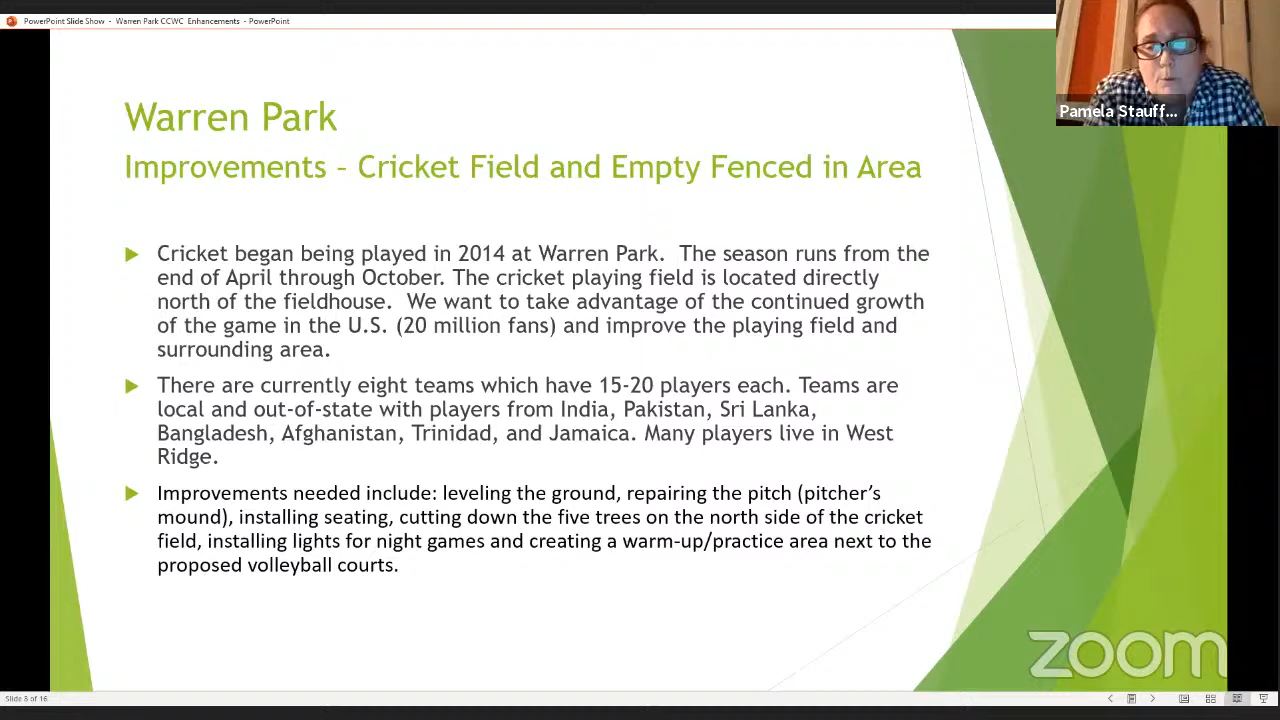 PowerPoint Slide Show - Warren Park CCWC Enhancements - PowerPoint
Pamela Stauff...
Warren Park
Improvements – Cricket Field and Empty Fenced in Area
Cricket began being played in 2014 at Warren Park. The season runs from the
end of April through October. The cricket playing field is located directly
north of the fieldhouse. We want to take advantage of the continued growth
of the game in the U.S. (20 million fans) and improve the playing field and
surrounding area.
There are currently eight teams which have 15-20 players each. Teams are
local and out-of-state with players from India, Pakistan, Sri Lanka,
Bangladesh, Afghanistan, Trinidad, and Jamaica. Many players live in West
Ridge.
Improvements needed include: leveling the ground, repairing the pitch (pitcher's
mound), installing seating, cutting down the five trees on the north side of the cricket
field, installing lights for night games and creating a warm-up/practice area next to the
proposed volleyball courts.
zoom
Slide 8 of 16